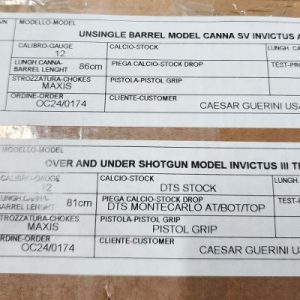 MODELLO-MODEL
UNSINGLE BARREL MODEL CANNA SV INVICTUS A
CALIBRO-GAUGE CALCIO-STOCK
12
LUNGH CANNA- 86cm PIEGA CALCIO-STOCK DROP TEST-PR
BARREL LENGHT
STROZZATURA-CHOKES PISTOLA-PISTOL GRIP
MAXIS
ORDINE-ORDER CLIENTE-CUSTOMER
OC24/0174 CAESAR GUERINI US
MODELLO-MODEL
OVER AND UNDER SHOTGUN MODEL INVICTUS III T
CALIBRO-GAUGE CALCIO-STOCK
12 DTS STOCK
LUNGH.CANNA- 81cm PIEGA CALCIO-STOCK DROP TEST-P
BARREL LENGHT DTS MONTECARLO AT/BOT/TOP
STROZZATURA-CHOKES PISTOLA-PISTOL GRIP
MAXIS PISTOL GRIP
ORDINE-ORDER CLIENTE-CUSTOMER
OC24/0174 CAESAR GUERINI US